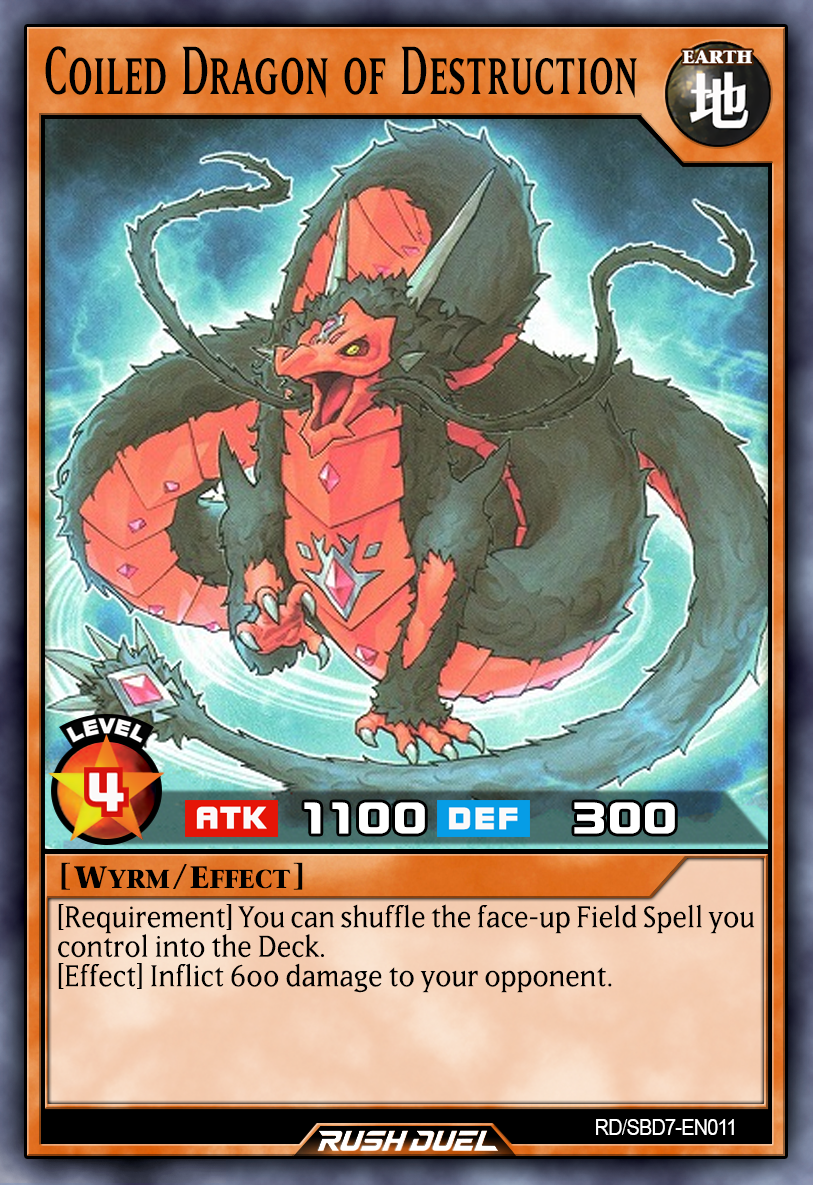 COILED DRAGON OF DESTRUCTION
EARTH
地
LEVEL
4
ATK 1100 DEF 300
[WYRM/EFFECT]
[Requirement] You can shuffle the face-up Field Spell you
control into the Deck.
[Effect] Inflict 600 damage to your opponent.
RUSH DUEL
RD/SBD7-EN011